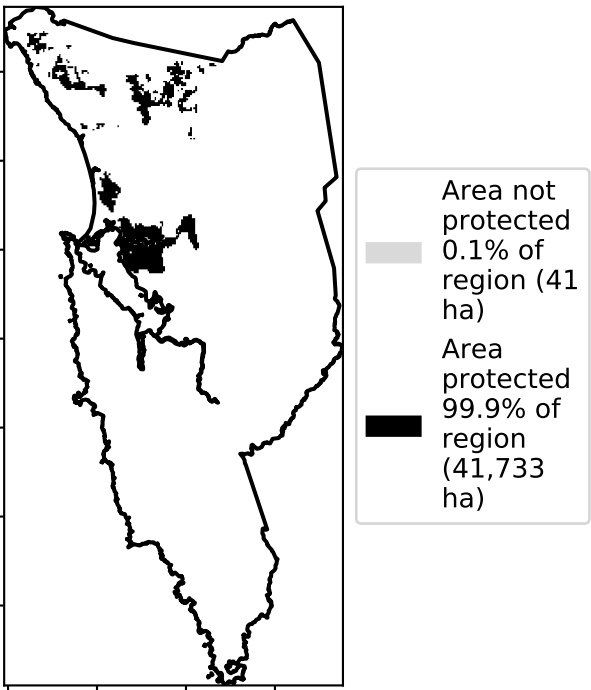 Area not
protected
0.1% of
region (41
ha)
Area
protected
99.9% of
region
(41,733
ha)